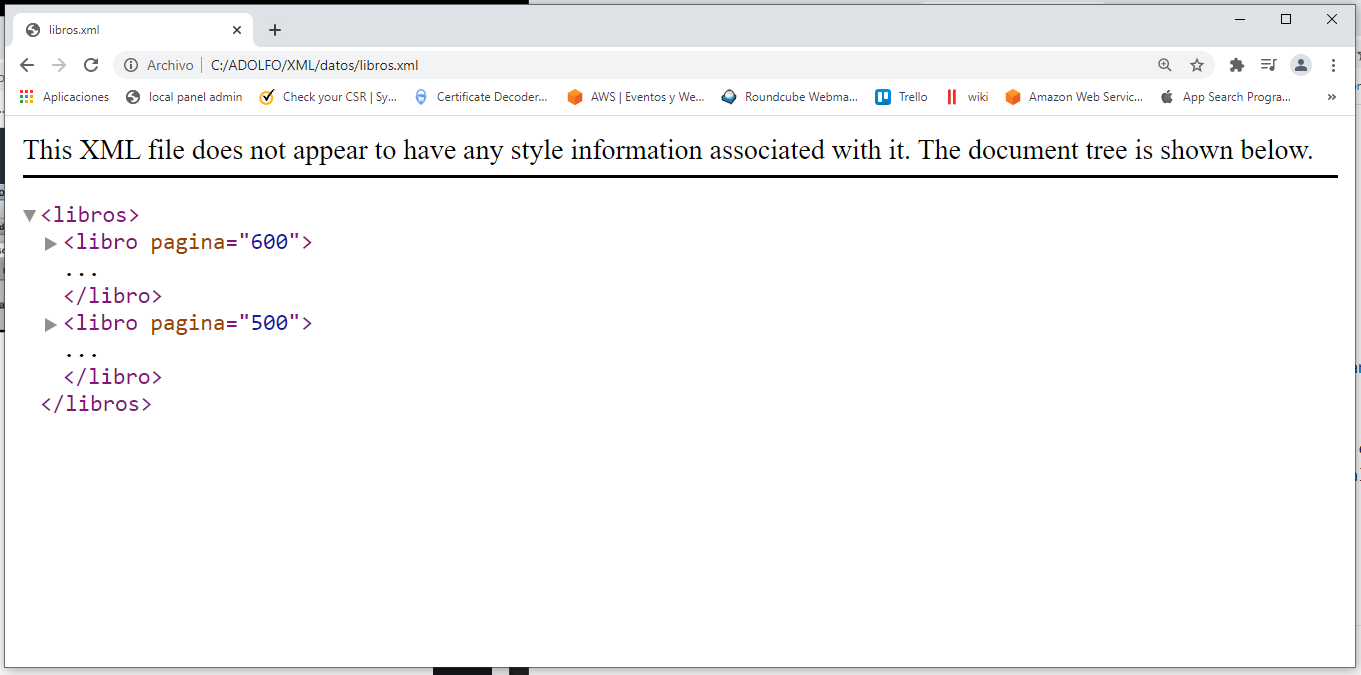 libros.xml
Archivo | C:/ADOLFO/XML/datos/libros.xml
Aplicaciones local panel admin Check your CSR | Sy... Certificate Decoder... AWS | Eventos y We... Roundcube Webma... Trello wiki Amazon Web Servic... App Search Progra... »
This XML file does not appear to have any style information associated with it. The document tree is shown below.
▼<libros>
▶<libro pagina="600">
...
</libro>
▶<libro pagina="500">
...
</libro>
</libros>